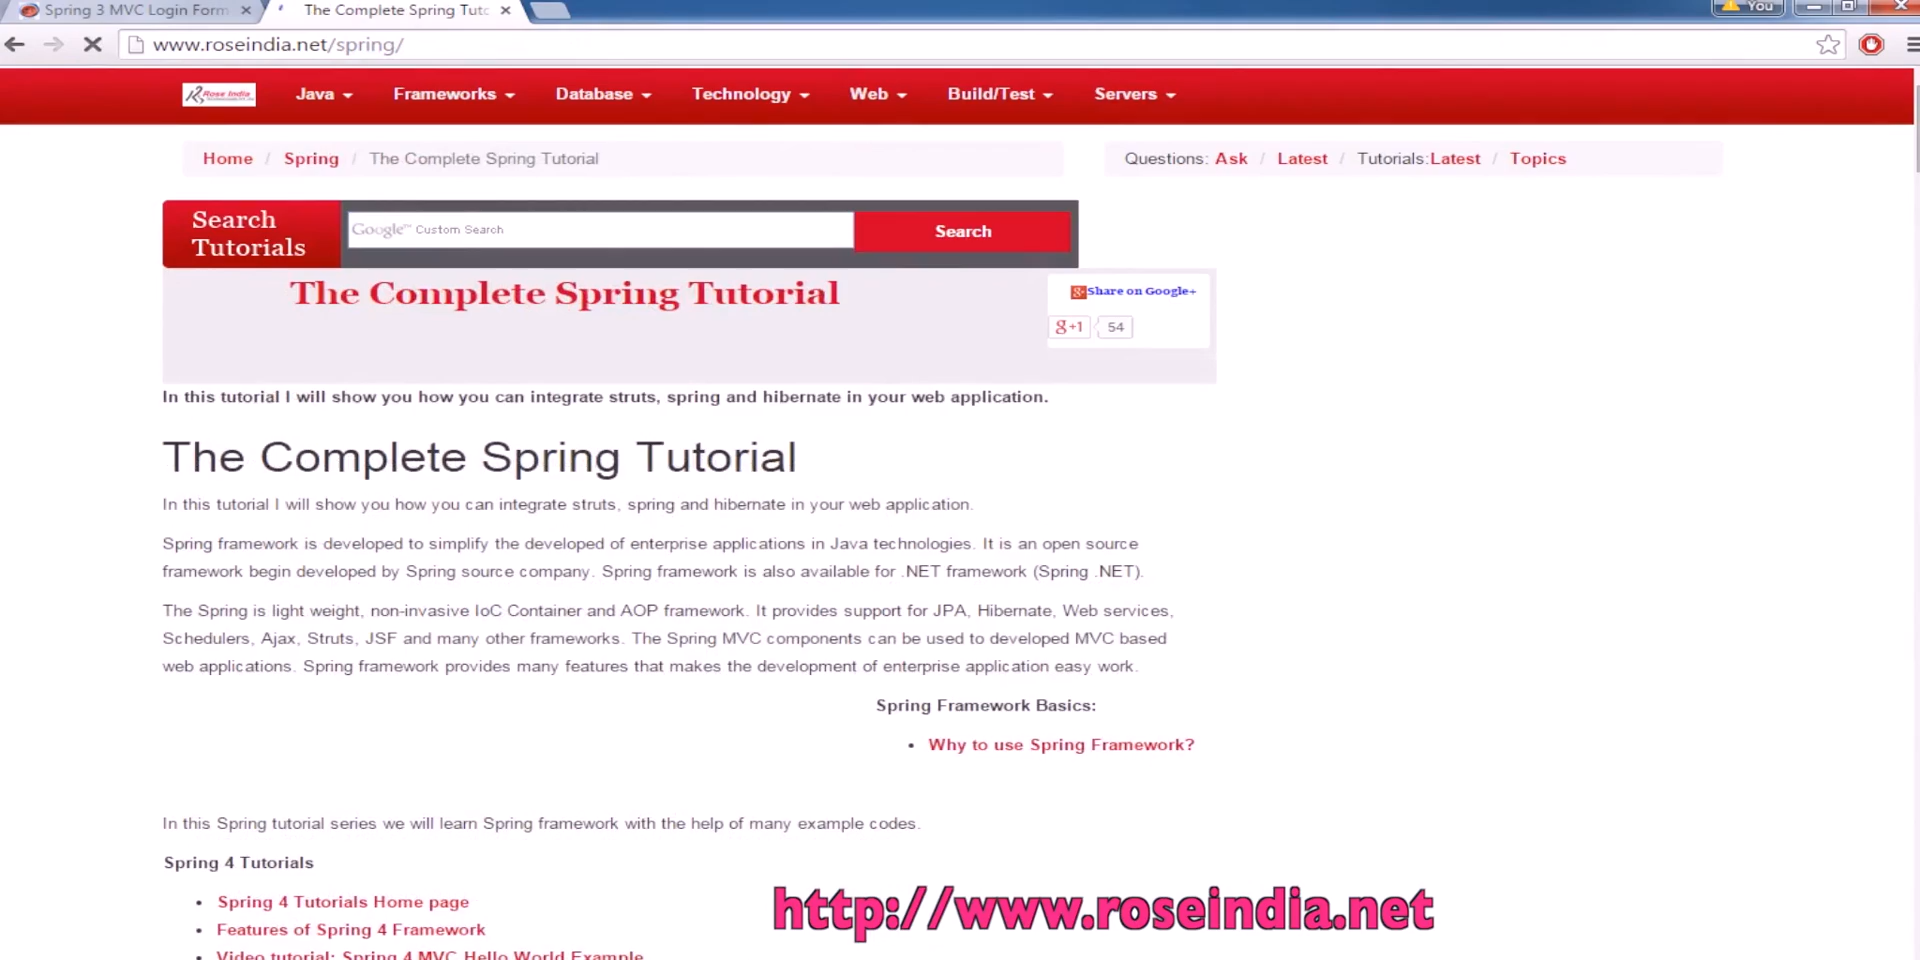 Spring 3 MVC Login Form
The Complete Spring Tut
You
www.roseindia.net/spring/
Rose India
Java
Frameworks
Database
Technology
Web
Build/Test
Servers
Home / Spring / The Complete Spring Tutorial
Questions: Ask / Latest / Tutorials:Latest / Topics
Search
Tutorials
Google™ Custom Search
Search
The Complete Spring Tutorial
Share on Google+
g+1
54
In this tutorial I will show you how you can integrate struts, spring and hibernate in your web application.
The Complete Spring Tutorial
In this tutorial I will show you how you can integrate struts, spring and hibernate in your web application.
Spring framework is developed to simplify the developed of enterprise applications in Java technologies. It is an open source
framework begin developed by Spring source company. Spring framework is also available for .NET framework (Spring .NET).
The Spring is light weight, non-invasive IoC Container and AOP framework. It provides support for JPA, Hibernate, Web services,
Schedulers, Ajax, Struts, JSF and many other frameworks. The Spring MVC components can be used to developed MVC based
web applications. Spring framework provides many features that makes the development of enterprise application easy work.
Spring Framework Basics:
• Why to use Spring Framework?
In this Spring tutorial series we will learn Spring framework with the help of many example codes.
Spring 4 Tutorials
• Spring 4 Tutorials Home page
• Features of Spring 4 Framework
• Video tutorial: Spring 4 MVC Hello World Example
http://www.roseindia.net